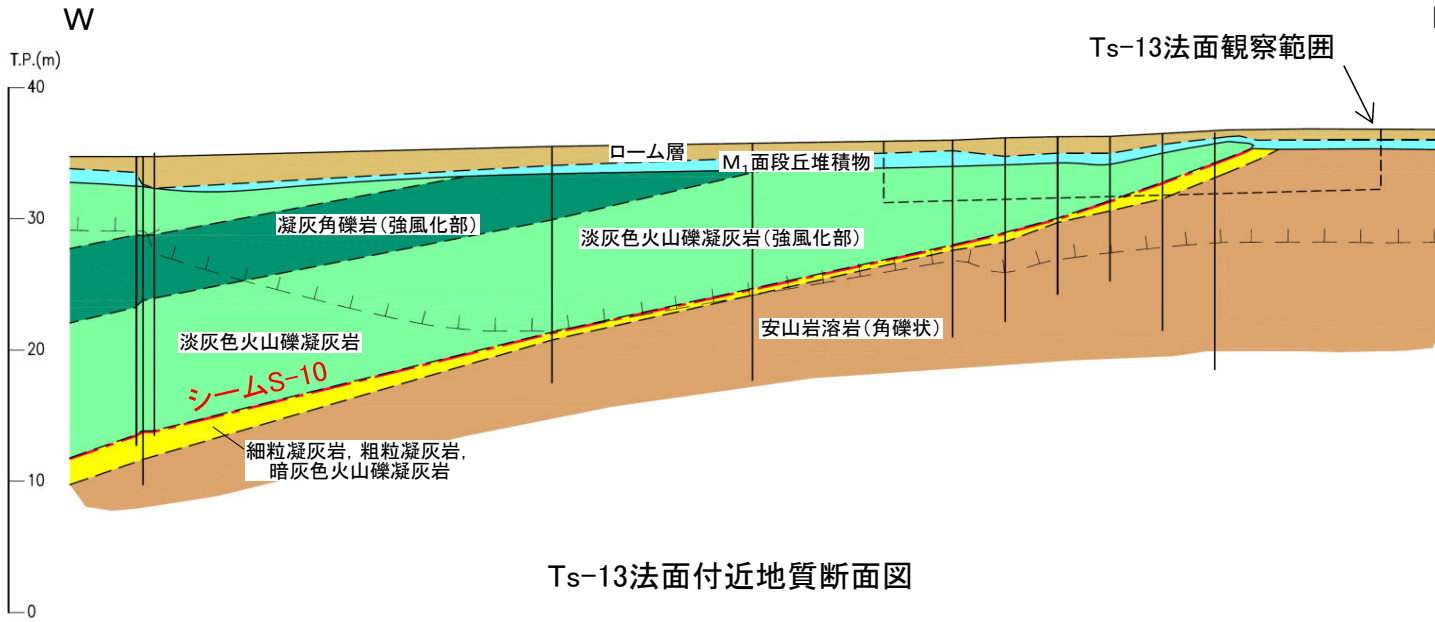 W
T.P.(m)
Ts-13法面観察範囲
40
ローム層
M1面段丘堆積物
30
凝灰角礫岩(強風化部)
淡灰色火山礫凝灰岩(強風化部)
安山岩溶岩(角礫状)
20
淡灰色火山礫凝灰岩
シームS-10
細粒凝灰岩, 粗粒凝灰岩,
暗灰色火山礫凝灰岩
10
Ts-13法面付近地質断面図
0